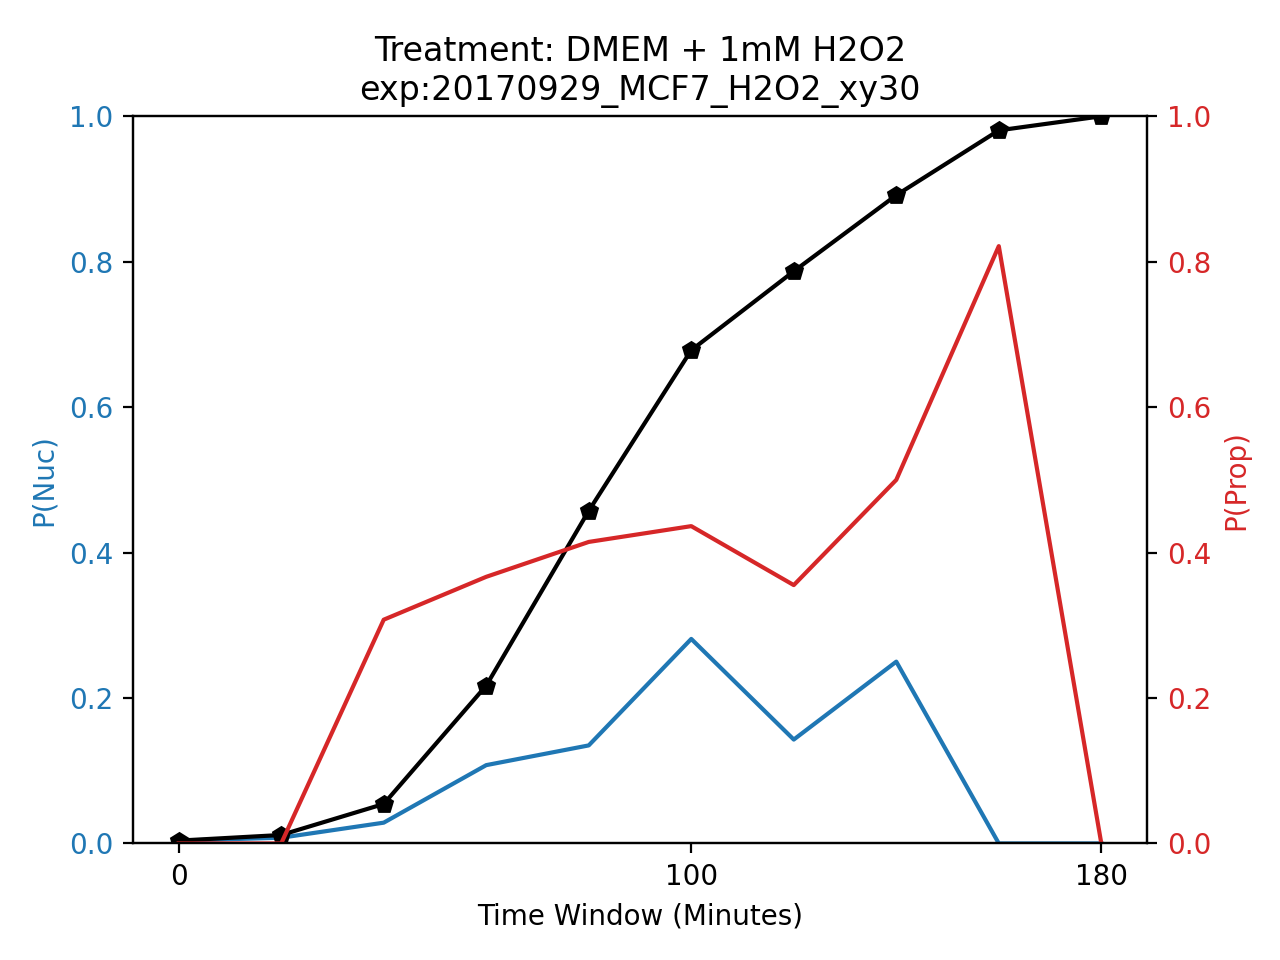 Treatment: DMEM + 1mM H2O2
exp:20170929_MCF7_H2O2_xy30
1.0
0.8
0.6
0.4
0.2
0.0
P(Nuc)
1.0
0.8
0.6
0.4
0.2
0.0
P(Prop)
0 100 180
Time Window (Minutes)